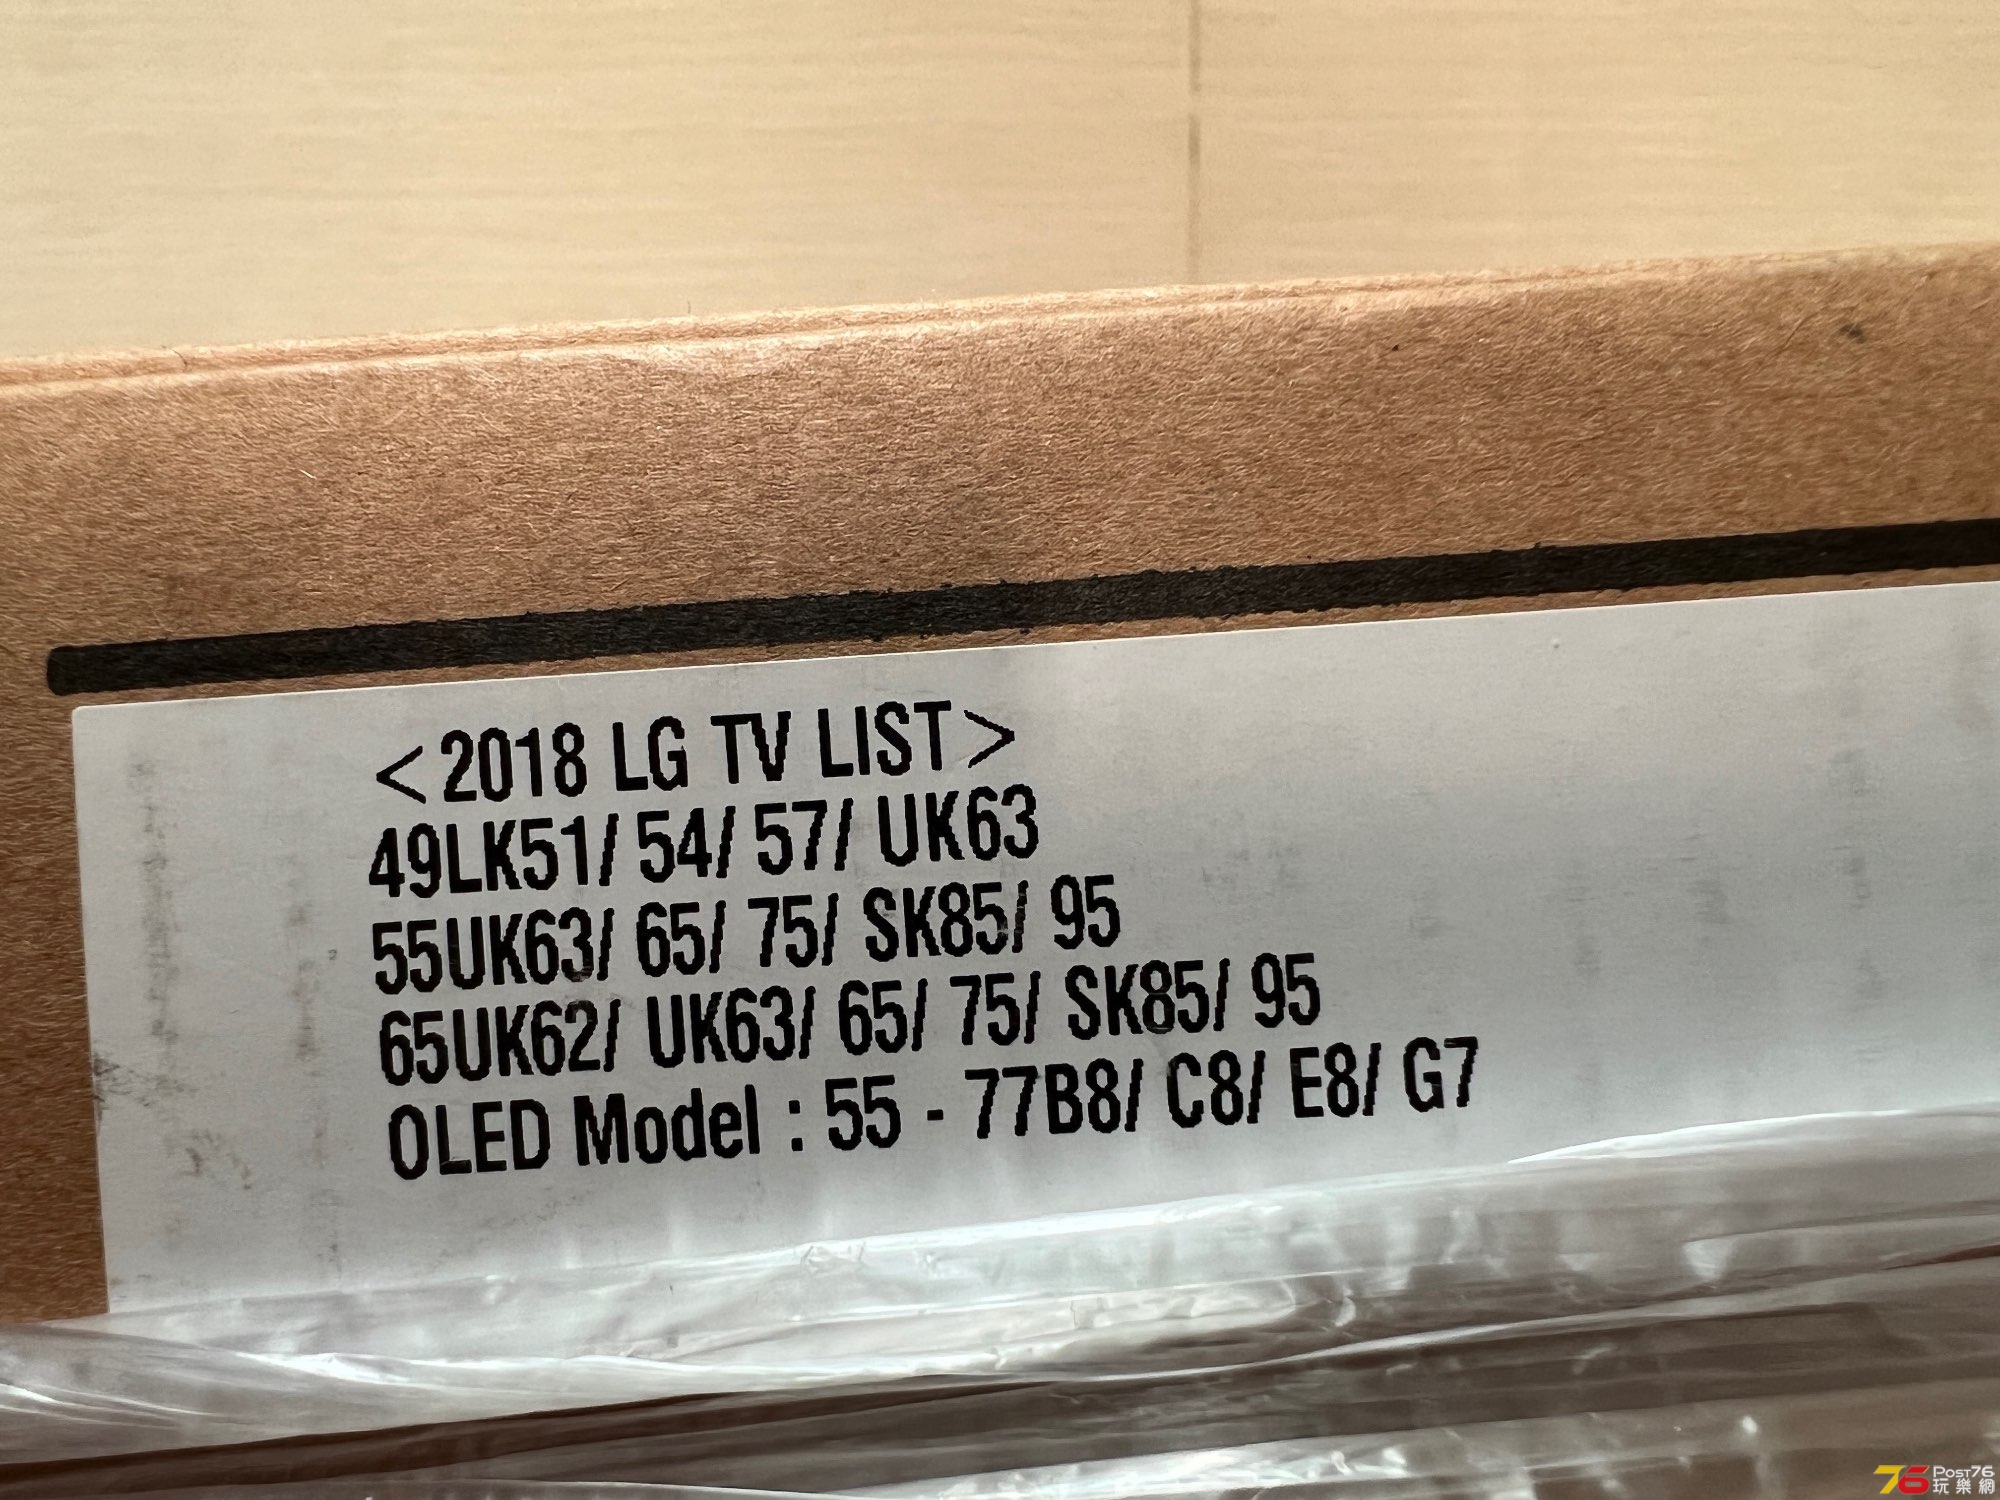 <2018 LG TV LIST>
49LK51/ 54/ 57/ UK63
55UK63/ 65/ 75/ SK85/ 95
65UK62/ UK63/ 65/ 75/ SK85/ 95
OLED Model : 55 - 77B8/ C8/ E8/ G7
76 POST76
玩樂網